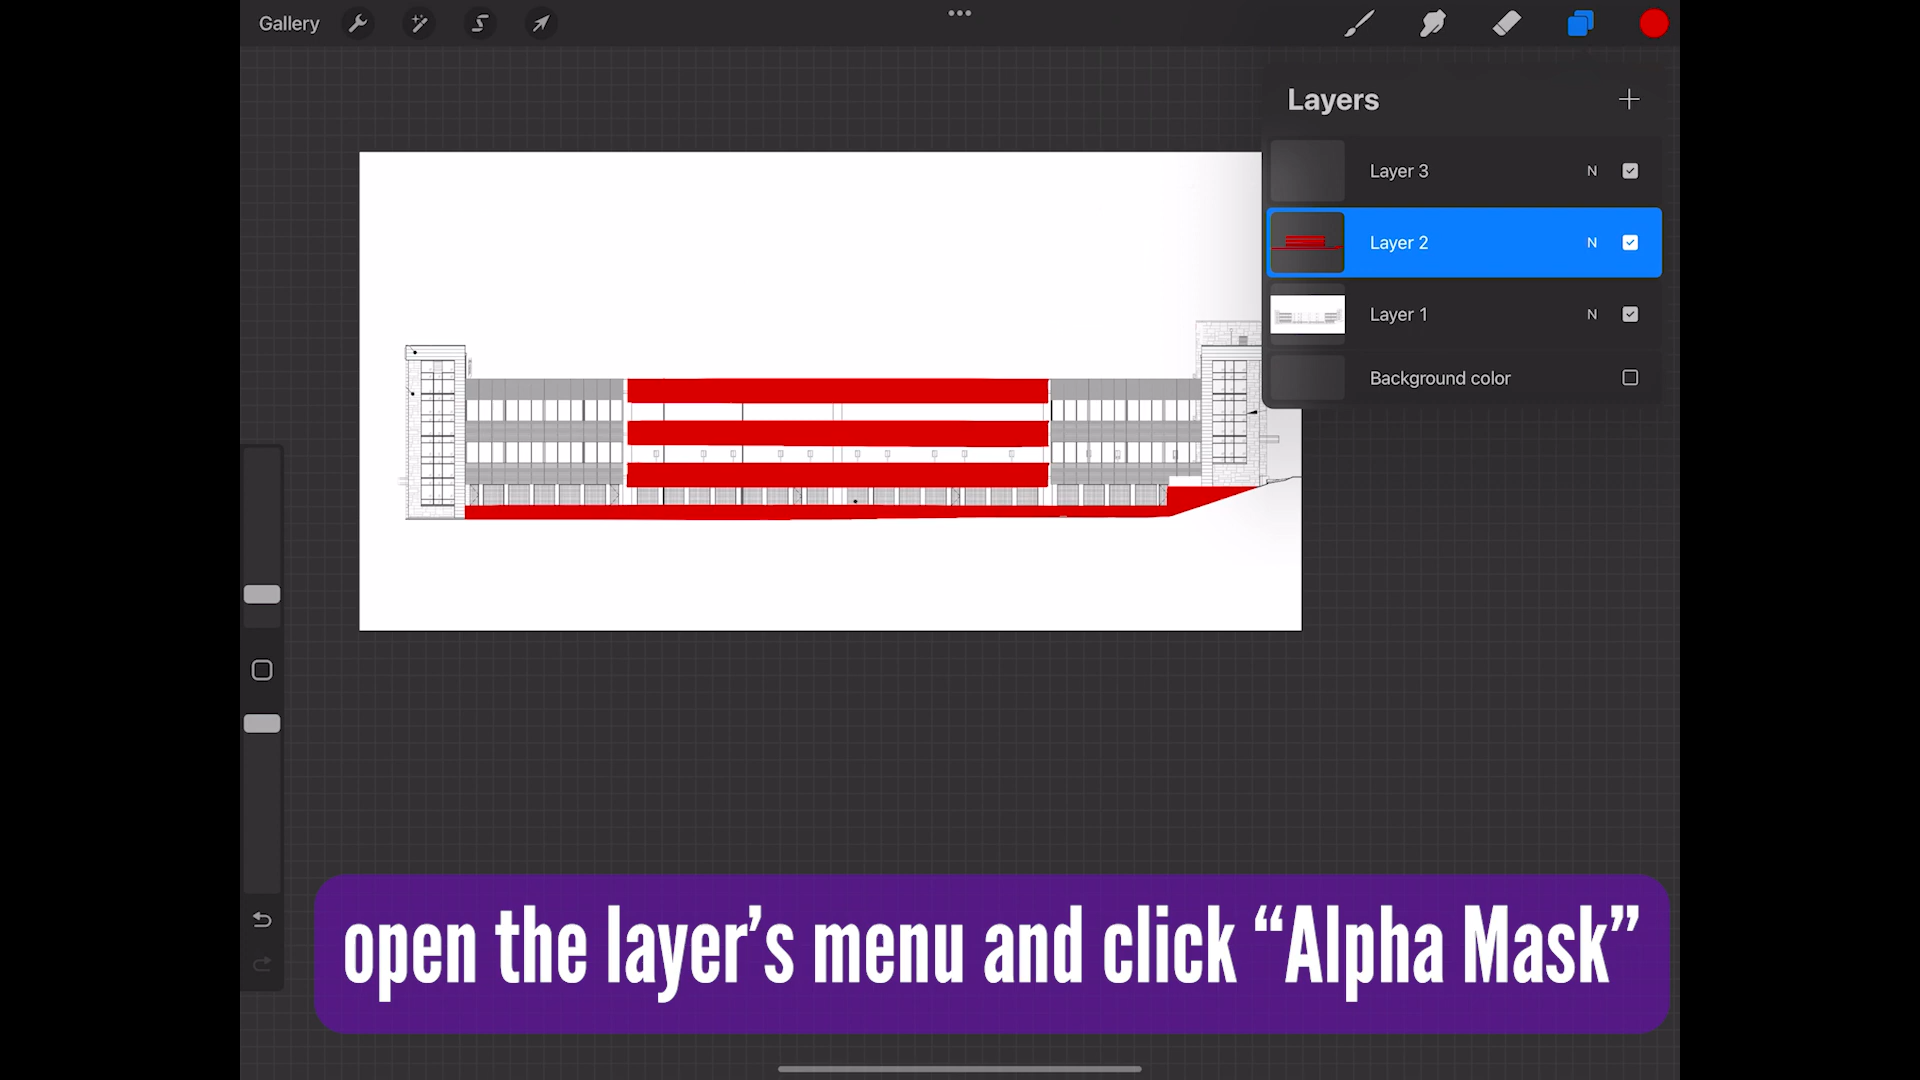 Gallery
Layers
Layer 3 N
Layer 2 N
Layer 1 N
Background color
open the layer’s menu and click “Alpha Mask”